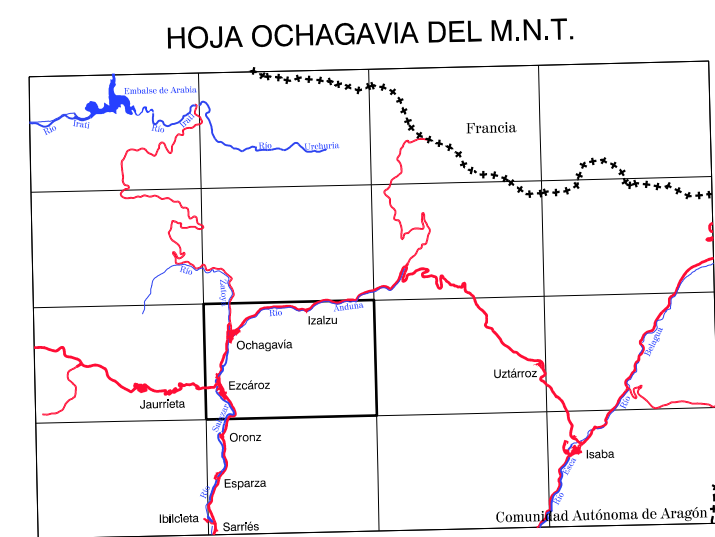 HOJA OCHAGAVIA DEL M.N.T.
Embalse de Arabia
Río
Irati
Río
Irati
Francia
Río
Urchuria
Río
Zatoya
Río
Anduña
Izalzu
Ochagavía
Belagua
Uztárroz
Ezcároz
Río
Jaurrieta
Salazar
Oronz
Isaba
Esca
Esparza
Río
Río
Ibilcieta
Sarriés
Comunidad Autónoma de Aragón